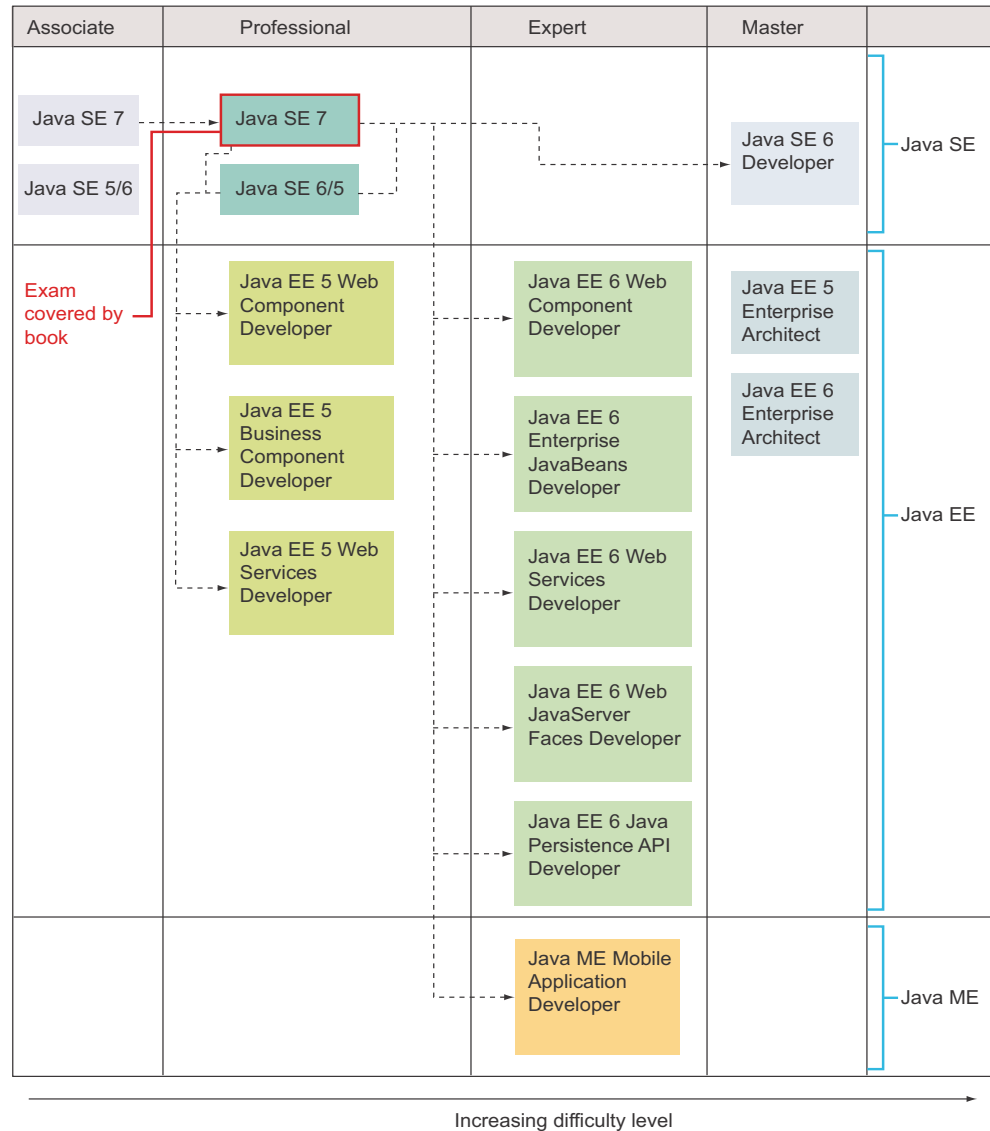 Associate
Professional
Expert
Master
Java SE 7
Java SE 7
Java SE 6
Developer
Java SE
Java SE 5/6
Java SE 6/5
Exam
covered by
book
Java EE 5 Web
Component
Developer
Java EE 6 Web
Component
Developer
Java EE 5
Enterprise
Architect
Java EE 6
Enterprise
Architect
Java EE 5
Business
Component
Developer
Java EE 6
Enterprise
JavaBeans
Developer
Java EE
Java EE 5 Web
Services
Developer
Java EE 6 Web
Services
Developer
Java EE 6 Web
JavaServer
Faces Developer
Java EE 6 Java
Persistence API
Developer
Java ME Mobile
Application
Developer
Java ME
Increasing difficulty level